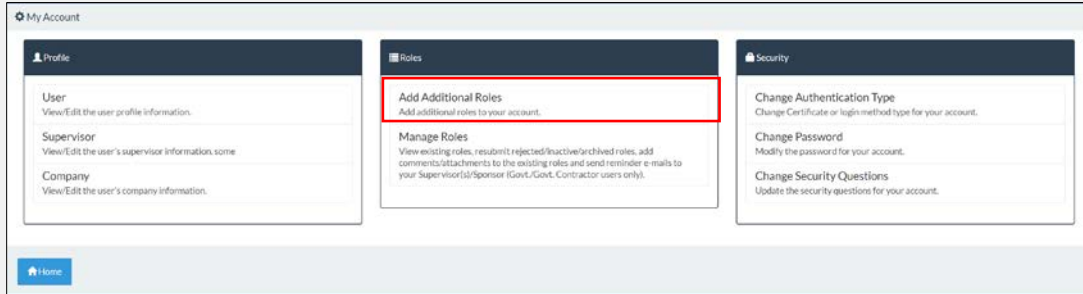 My Account
Profile
User
View/Edit the user profile information.
Supervisor
View/Edit the user's supervisor information, some
Company
View/Edit the user's company information.
Roles
Add Additional Roles
Add additional roles to your account.
Manage Roles
View existing roles, resubmit rejected/inactive/archived roles, add
comments/attachments to the existing roles and send reminder e-mails to
your Supervisor(s)/Sponsor (Govt./Govt. Contractor users only).
Security
Change Authentication Type
Change Certificate or login method type for your account.
Change Password
Modify the password for your account.
Change Security Questions
Update the security questions for your account.
Home